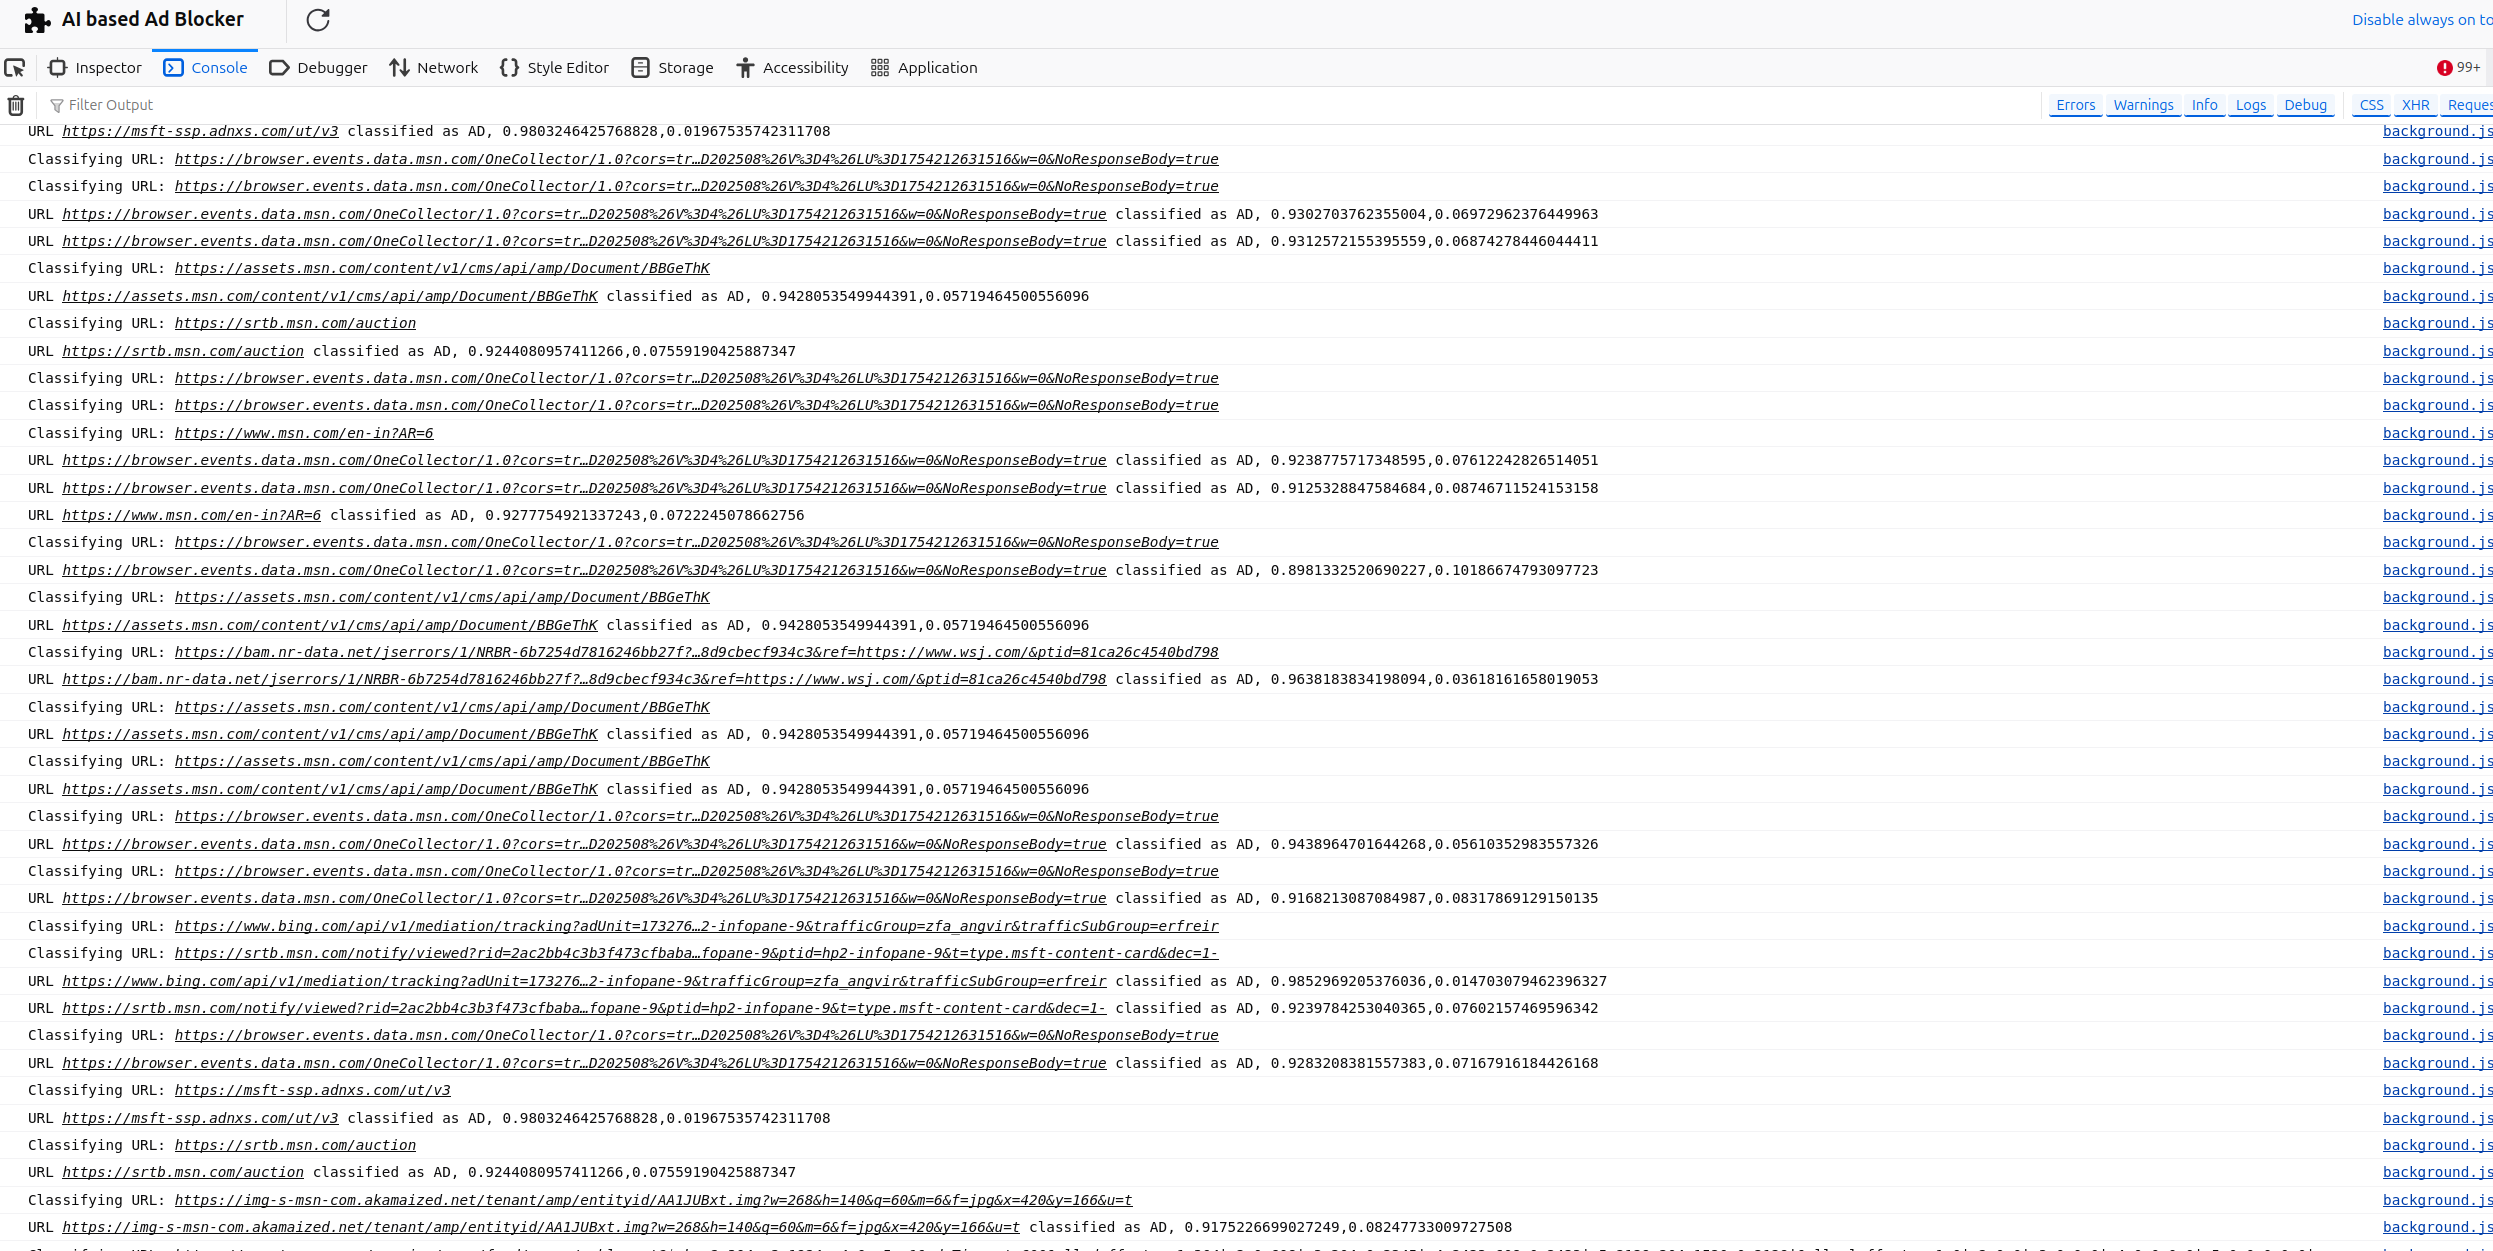 AI based Ad Blocker
Disable always on to
Inspector Console Debugger Network Style Editor Storage Accessibility Application 99+
Filter Output Errors Warnings Info Logs Debug CSS XHR Reques
URL https://msft-ssp.adnxs.com/ut/v3 classified as AD, 0.9803246425768828,0.01967535742311708 background.js
Classifying URL: https://browser.events.data.msn.com/OneCollector/1.0?cors=tr…D202508%26V%3D4%26LU%3D1754212631516&w=0&NoResponseBody=true background.js
Classifying URL: https://browser.events.data.msn.com/OneCollector/1.0?cors=tr…D202508%26V%3D4%26LU%3D1754212631516&w=0&NoResponseBody=true background.js
URL https://browser.events.data.msn.com/OneCollector/1.0?cors=tr…D202508%26V%3D4%26LU%3D1754212631516&w=0&NoResponseBody=true classified as AD, 0.9302703762355004,0.06972962376449963 background.js
URL https://browser.events.data.msn.com/OneCollector/1.0?cors=tr…D202508%26V%3D4%26LU%3D1754212631516&w=0&NoResponseBody=true classified as AD, 0.9312572155395559,0.06874278446044411 background.js
Classifying URL: https://assets.msn.com/content/v1/cms/api/amp/Document/BBGeThK background.js
URL https://assets.msn.com/content/v1/cms/api/amp/Document/BBGeThK classified as AD, 0.9428053549944391,0.05719464500556096 background.js
Classifying URL: https://srtb.msn.com/auction background.js
URL https://srtb.msn.com/auction classified as AD, 0.9244080957411266,0.07559190425887347 background.js
Classifying URL: https://browser.events.data.msn.com/OneCollector/1.0?cors=tr…D202508%26V%3D4%26LU%3D1754212631516&w=0&NoResponseBody=true background.js
Classifying URL: https://browser.events.data.msn.com/OneCollector/1.0?cors=tr…D202508%26V%3D4%26LU%3D1754212631516&w=0&NoResponseBody=true background.js
Classifying URL: https://www.msn.com/en-in?AR=6 background.js
URL https://browser.events.data.msn.com/OneCollector/1.0?cors=tr…D202508%26V%3D4%26LU%3D1754212631516&w=0&NoResponseBody=true classified as AD, 0.9238775717348595,0.07612242826514051 background.js
URL https://browser.events.data.msn.com/OneCollector/1.0?cors=tr…D202508%26V%3D4%26LU%3D1754212631516&w=0&NoResponseBody=true classified as AD, 0.9125328847584684,0.08746711524153158 background.js
URL https://www.msn.com/en-in?AR=6 classified as AD, 0.9277754921337243,0.0722245078662756 background.js
Classifying URL: https://browser.events.data.msn.com/OneCollector/1.0?cors=tr…D202508%26V%3D4%26LU%3D1754212631516&w=0&NoResponseBody=true background.js
URL https://browser.events.data.msn.com/OneCollector/1.0?cors=tr…D202508%26V%3D4%26LU%3D1754212631516&w=0&NoResponseBody=true classified as AD, 0.8981332520690227,0.10186674793097723 background.js
Classifying URL: https://assets.msn.com/content/v1/cms/api/amp/Document/BBGeThK background.js
URL https://assets.msn.com/content/v1/cms/api/amp/Document/BBGeThK classified as AD, 0.9428053549944391,0.05719464500556096 background.js
Classifying URL: https://bam.nr-data.net/jserrors/1/NRBR-6b7254d7816246bb27f?…8d9cbecf934c3&ref=https://www.wsj.com/&ptid=81ca26c4540bd798 background.js
URL https://bam.nr-data.net/jserrors/1/NRBR-6b7254d7816246bb27f?…8d9cbecf934c3&ref=https://www.wsj.com/&ptid=81ca26c4540bd798 classified as AD, 0.9638183834198094,0.03618161658019053 background.js
Classifying URL: https://assets.msn.com/content/v1/cms/api/amp/Document/BBGeThK background.js
URL https://assets.msn.com/content/v1/cms/api/amp/Document/BBGeThK classified as AD, 0.9428053549944391,0.05719464500556096 background.js
Classifying URL: https://assets.msn.com/content/v1/cms/api/amp/Document/BBGeThK background.js
URL https://assets.msn.com/content/v1/cms/api/amp/Document/BBGeThK classified as AD, 0.9428053549944391,0.05719464500556096 background.js
Classifying URL: https://browser.events.data.msn.com/OneCollector/1.0?cors=tr…D202508%26V%3D4%26LU%3D1754212631516&w=0&NoResponseBody=true background.js
URL https://browser.events.data.msn.com/OneCollector/1.0?cors=tr…D202508%26V%3D4%26LU%3D1754212631516&w=0&NoResponseBody=true classified as AD, 0.9438964701644268,0.05610352983557326 background.js
Classifying URL: https://browser.events.data.msn.com/OneCollector/1.0?cors=tr…D202508%26V%3D4%26LU%3D1754212631516&w=0&NoResponseBody=true background.js
URL https://browser.events.data.msn.com/OneCollector/1.0?cors=tr…D202508%26V%3D4%26LU%3D1754212631516&w=0&NoResponseBody=true classified as AD, 0.9168213087084987,0.08317869129150135 background.js
Classifying URL: https://www.bing.com/api/v1/mediation/tracking?adUnit=173276…2-infopane-9&trafficGroup=zfa_angvir&trafficSubGroup=erfreir background.js
Classifying URL: https://srtb.msn.com/notify/viewed?rid=2ac2bb4c3b3f473cfbaba…fopane-9&ptid=hp2-infopane-9&t=type.msft-content-card&dec=1- background.js
URL https://www.bing.com/api/v1/mediation/tracking?adUnit=173276…2-infopane-9&trafficGroup=zfa_angvir&trafficSubGroup=erfreir classified as AD, 0.9852969205376036,0.014703079462396327 background.js
URL https://srtb.msn.com/notify/viewed?rid=2ac2bb4c3b3f473cfbaba…fopane-9&ptid=hp2-infopane-9&t=type.msft-content-card&dec=1- classified as AD, 0.9239784253040365,0.07602157469596342 background.js
Classifying URL: https://browser.events.data.msn.com/OneCollector/1.0?cors=tr…D202508%26V%3D4%26LU%3D1754212631516&w=0&NoResponseBody=true background.js
URL https://browser.events.data.msn.com/OneCollector/1.0?cors=tr…D202508%26V%3D4%26LU%3D1754212631516&w=0&NoResponseBody=true classified as AD, 0.9283208381557383,0.07167916184426168 background.js
Classifying URL: https://msft-ssp.adnxs.com/ut/v3 background.js
URL https://msft-ssp.adnxs.com/ut/v3 classified as AD, 0.9803246425768828,0.01967535742311708 background.js
Classifying URL: https://srtb.msn.com/auction background.js
URL https://srtb.msn.com/auction classified as AD, 0.9244080957411266,0.07559190425887347 background.js
Classifying URL: https://img-s-msn-com.akamaized.net/tenant/amp/entityid/AA1JUBxt.img?w=268&h=140&q=60&m=6&f=jpg&x=420&y=166&u=t background.js
URL https://img-s-msn-com.akamaized.net/tenant/amp/entityid/AA1JUBxt.img?w=268&h=140&q=60&m=6&f=jpg&x=420&y=166&u=t classified as AD, 0.9175226699027249,0.08247733009727508 background.js